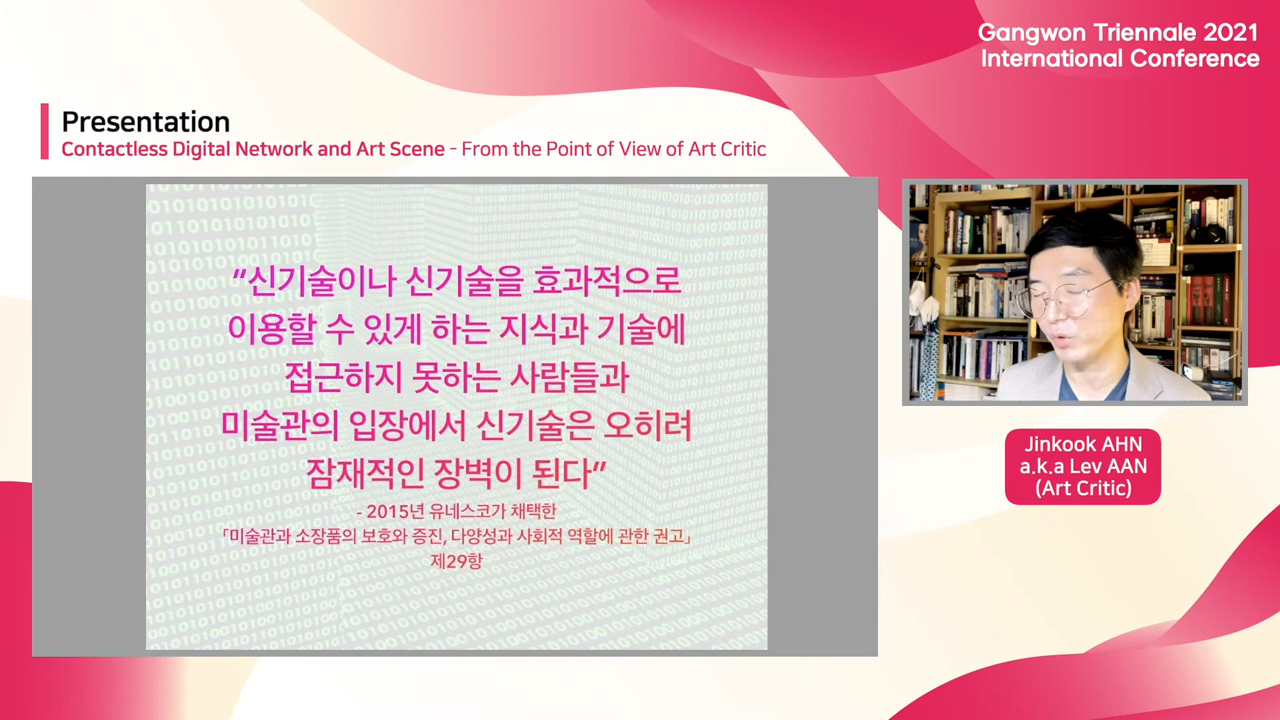 Gangwon Triennale 2021
International Conference
Presentation
Contactless Digital Network and Art Scene - From the Point of View of Art Critic
“신기술이나 신기술을 효과적으로
이용할 수 있게 하는 지식과 기술에
접근하지 못하는 사람들과
미술관의 입장에서 신기술은 오히려
잠재적인 장벽이 된다”
- 2015년 유네스코가 채택한
「미술관과 소장품의 보호와 증진, 다양성과 사회적 역할에 관한 권고」
제29항
Jinkook AHN
a.k.a Lev AAN
(Art Critic)